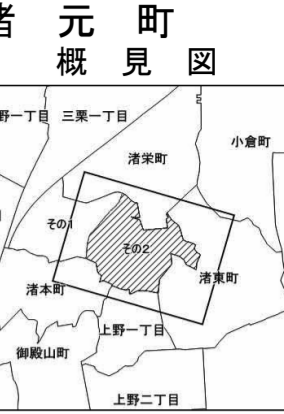 渚元町
概見図
野一丁目 三栗一丁目
小倉町
渚栄町
その1
その2
渚本町
渚東町
上野一丁目
御殿山町
上野二丁目